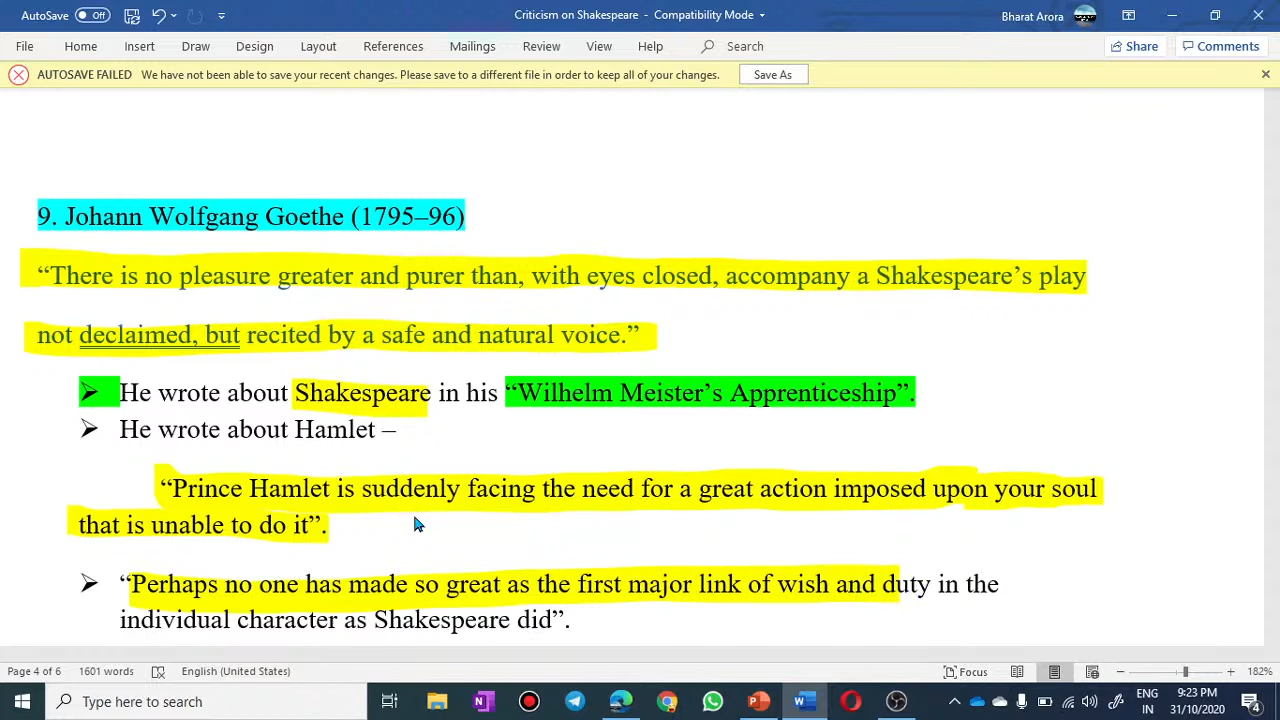 AutoSave Off Criticism on Shakespeare - Compatibility Mode Bharat Arora
File Home Insert Draw Design Layout References Mailings Review View Help Search Share Comments
AUTOSAVE FAILED We have not been able to save your recent changes. Please save to a different file in order to keep all of your changes. Save As
9. Johann Wolfgang Goethe (1795–96)
“There is no pleasure greater and purer than, with eyes closed, accompany a Shakespeare’s play
not declaimed, but recited by a safe and natural voice.”
➢ He wrote about Shakespeare in his “Wilhelm Meister’s Apprenticeship”.
➢ He wrote about Hamlet –
“Prince Hamlet is suddenly facing the need for a great action imposed upon your soul
that is unable to do it”.
➢ “Perhaps no one has made so great as the first major link of wish and duty in the
individual character as Shakespeare did”.
Page 4 of 6 1601 words English (United States) Focus 182%
Type here to search ENG 9:23 PM
IN 31/10/2020 4